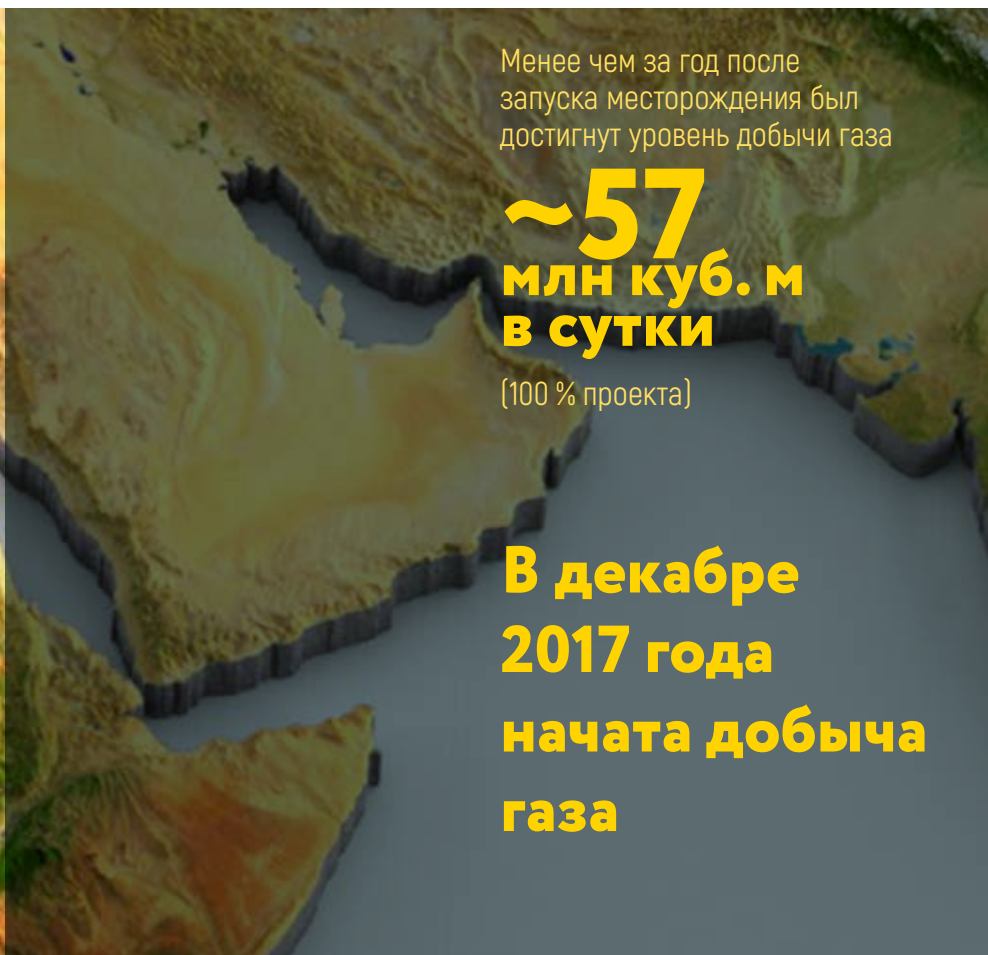 Менее чем за год после
запуска месторождения был
достигнут уровень добычи газа
~57
млн куб. м
в сутки
(100 % проекта)
В декабре
2017 года
начата добыча
газа